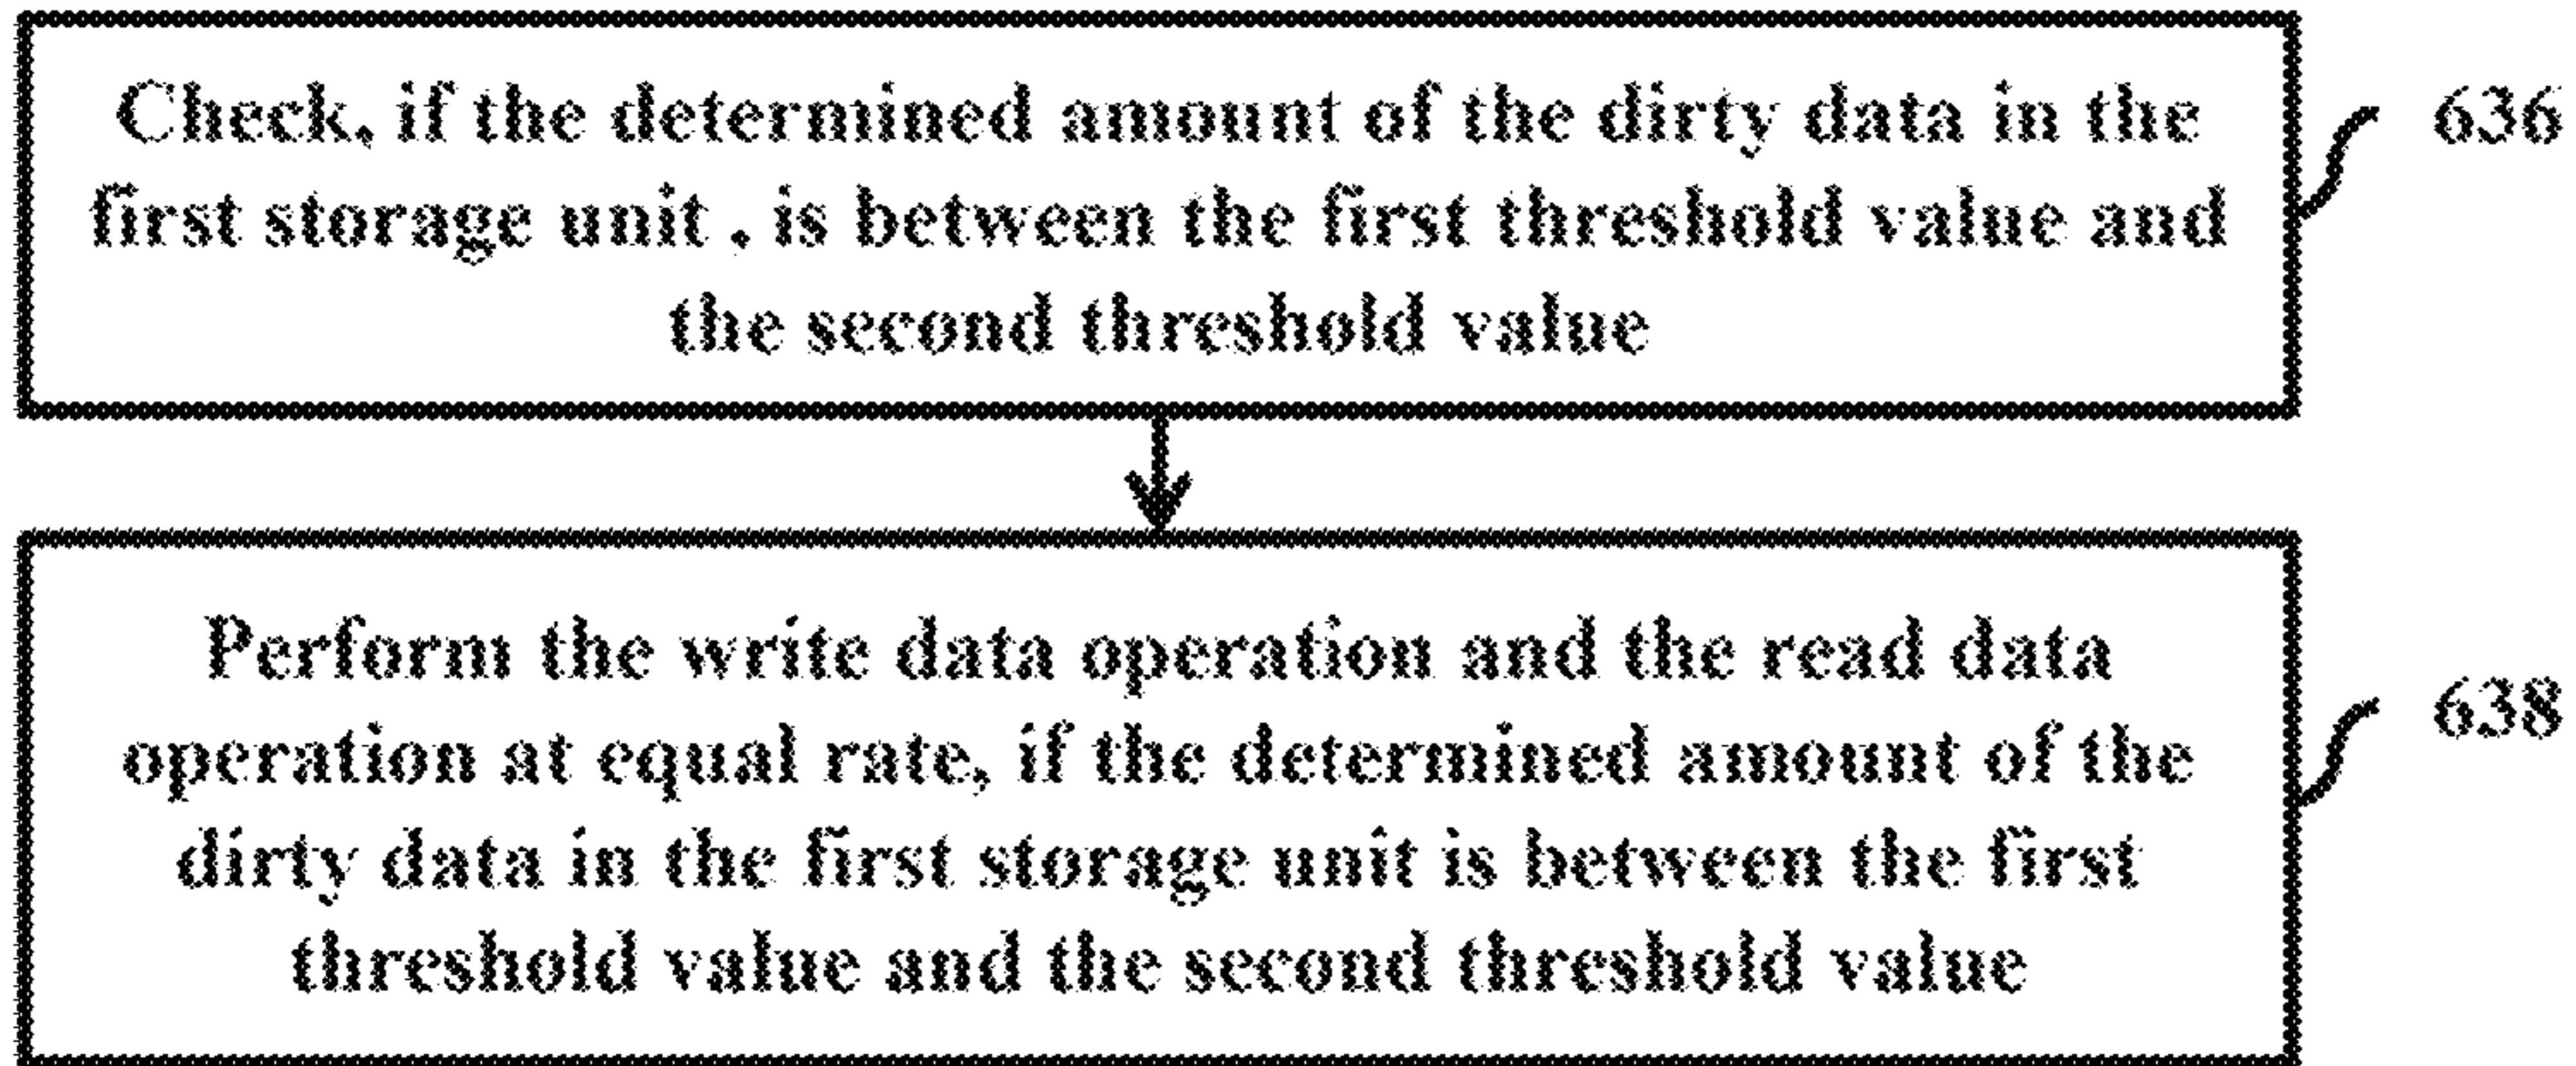 Check, if the determined amount of the dirty data in the
first storage unit , is between the first threshold value and
the second threshold value
636
Perform the write data operation and the read data
operation at equal rate, if the determined amount of the
dirty data in the first storage unit is between the first
threshold value and the second threshold value
638